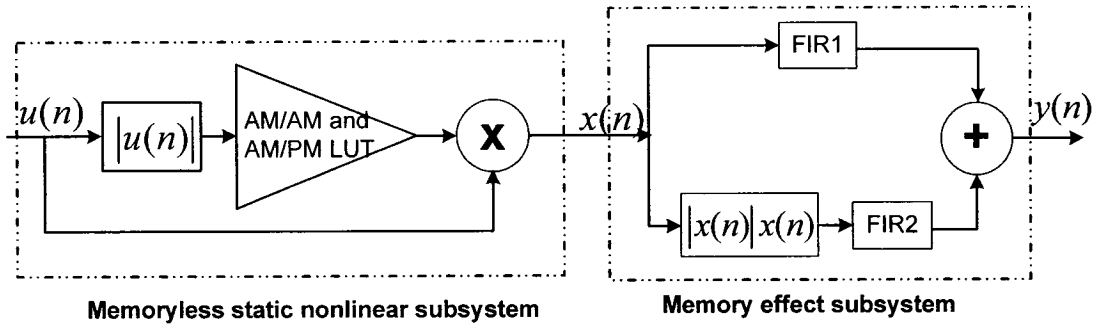 u(n)
|u(n)|
AM/AM and
AM/PM LUT
X
x(n)
FIR1
|x(n)|x(n)
FIR2
+
y(n)
Memoryless static nonlinear subsystem
Memory effect subsystem